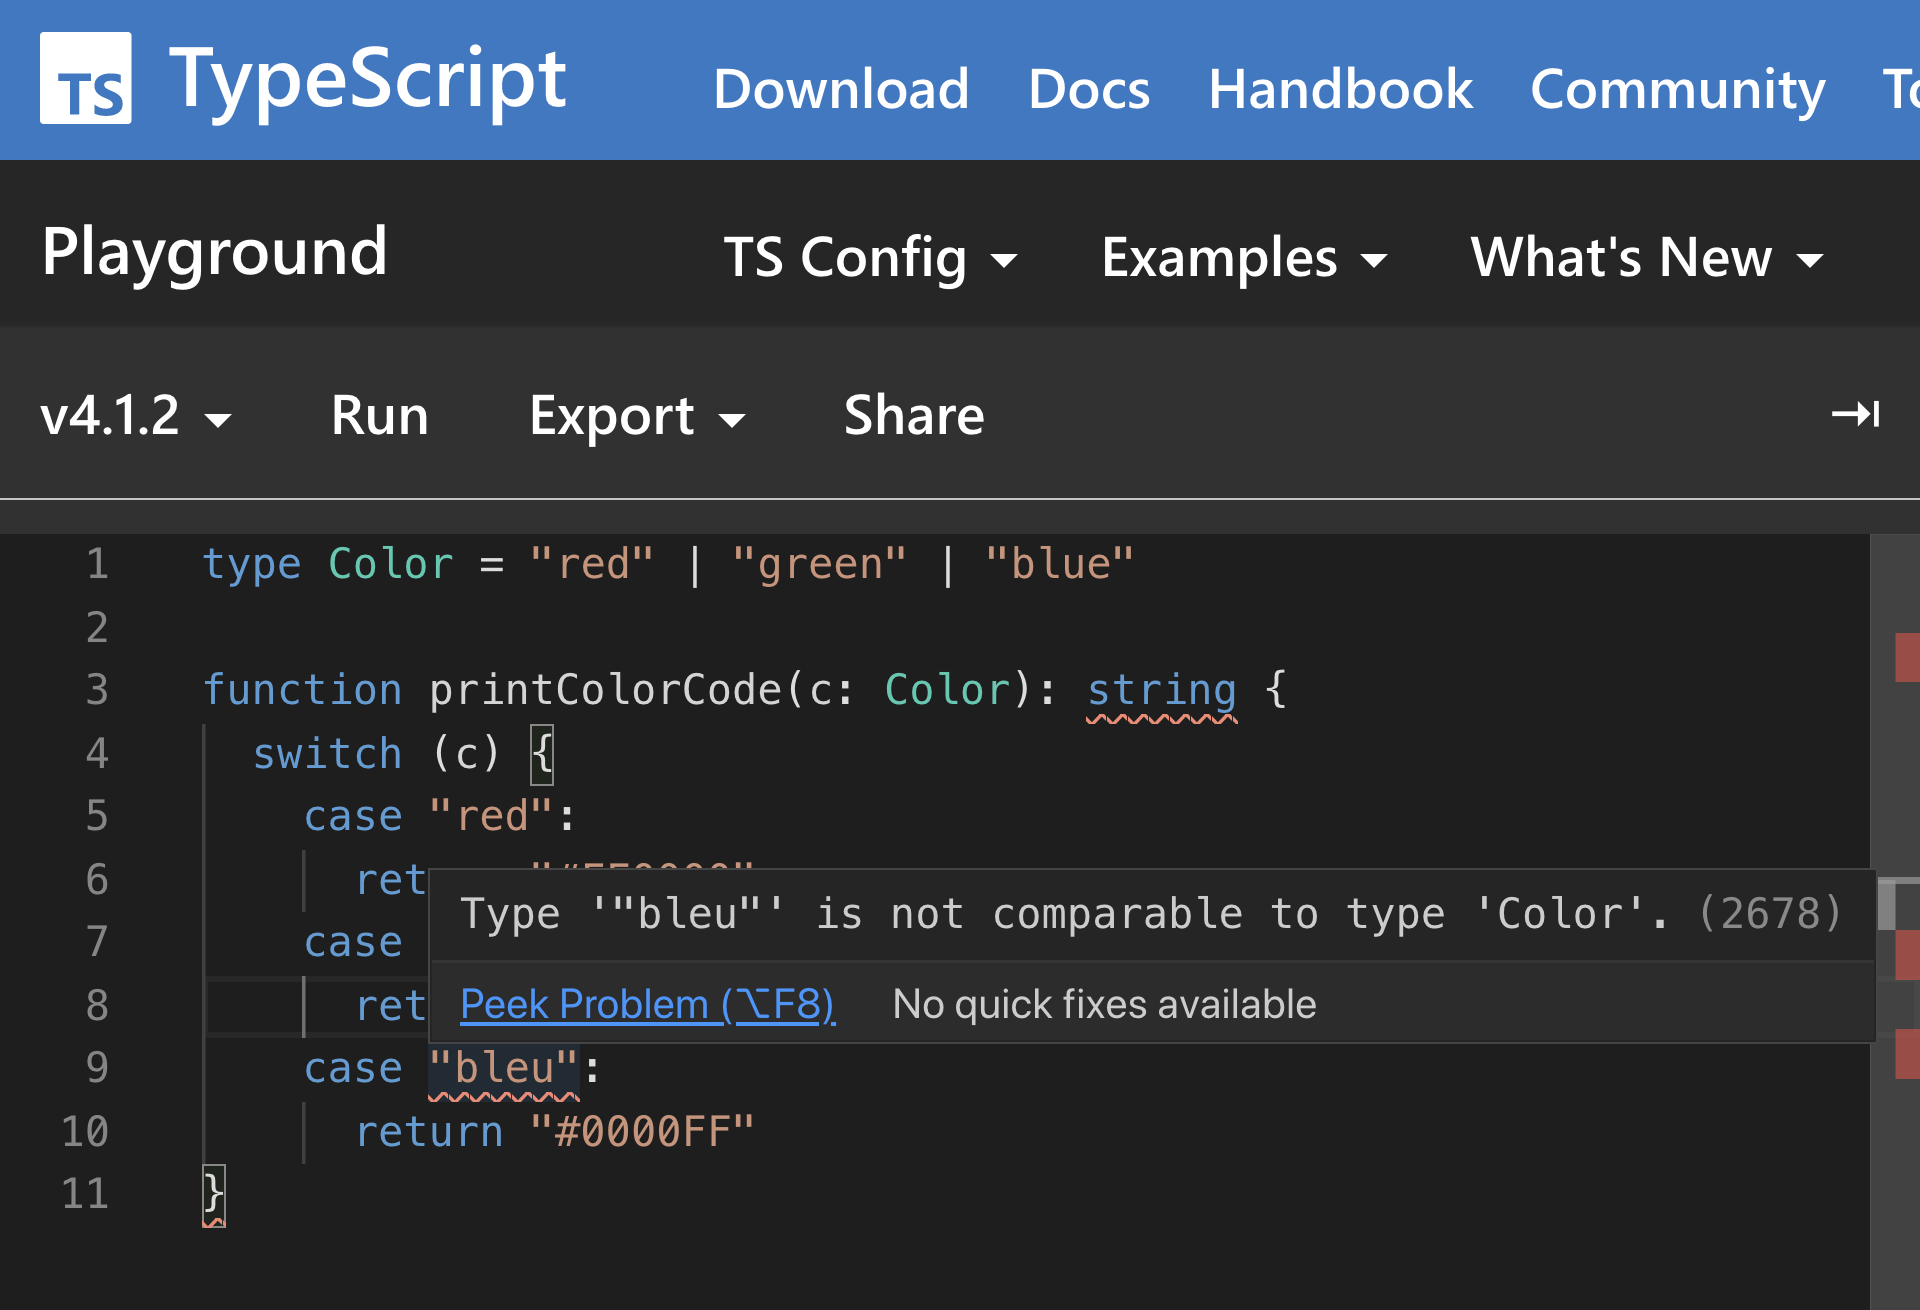 TS TypeScript Download Docs Handbook Community
Playground TS Config Examples What's New
v4.1.2 Run Export Share
1 type Color = "red" | "green" | "blue"
2
3 function printColorCode(c: Color): string {
4 switch (c) {
5 case "red":
6 ret
Type '"bleu"' is not comparable to type 'Color'. (2678)
7 case
8 ret
Peek Problem (⌥F8) No quick fixes available
9 case "bleu":
10 return "#0000FF"
11 }